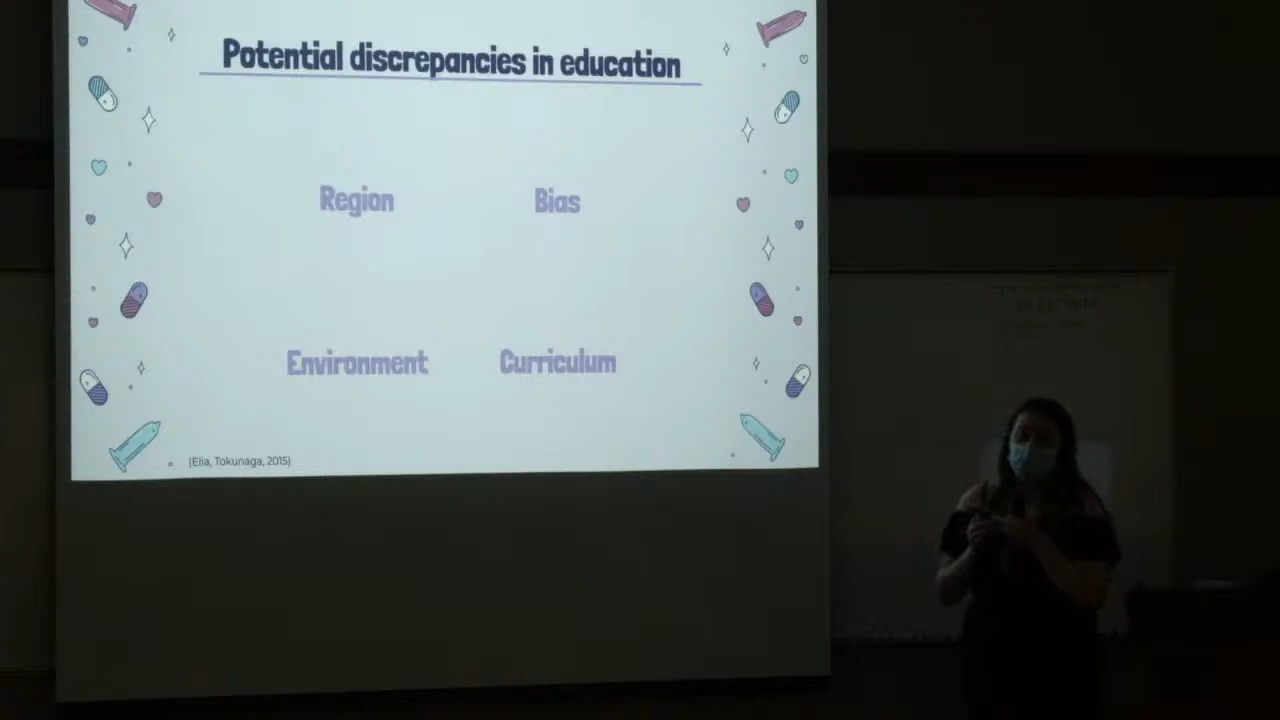 Potential discrepancies in education
Region
Bias
Environment
Curriculum
(Elia, Tokunaga, 2015)